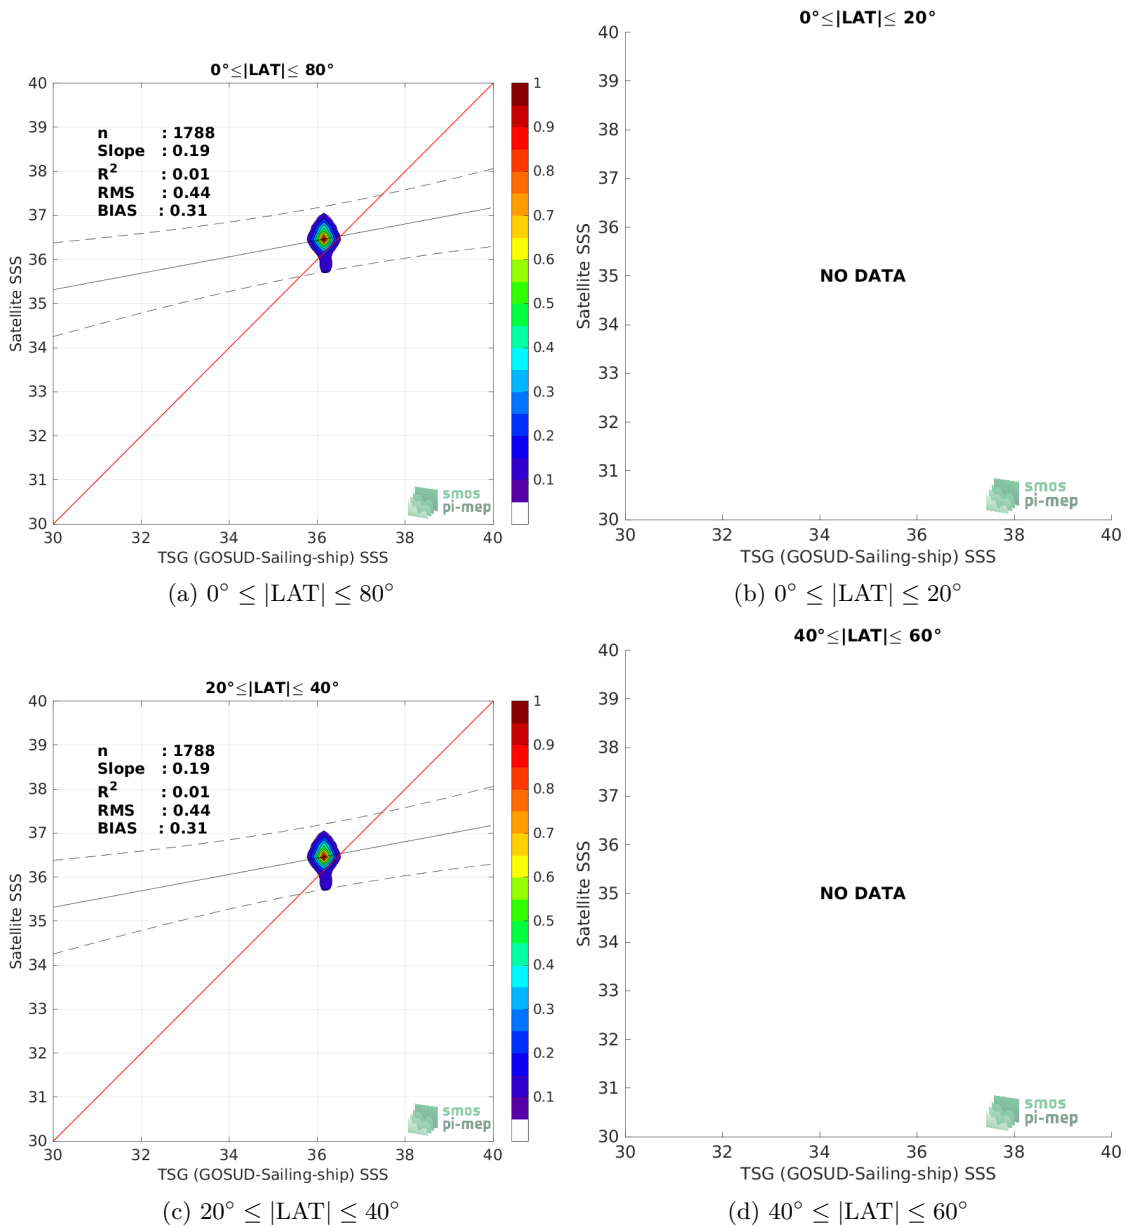 0°≤|LAT|≤ 80°
40
39
38
37
36
35
34
33
32
31
30
30 32 34 36 38 40
Satellite SSS
TSG (GOSUD-Sailing-ship) SSS
n : 1788
Slope : 0.19
R² : 0.01
RMS : 0.44
BIAS : 0.31
1
0.9
0.8
0.7
0.6
0.5
0.4
0.3
0.2
0.1
smos
pi-mep
(a) 0° ≤ |LAT| ≤ 80°
0°≤|LAT|≤ 20°
40
39
38
37
36
35
34
33
32
31
30
30 32 34 36 38 40
Satellite SSS
TSG (GOSUD-Sailing-ship) SSS
NO DATA
smos
pi-mep
(b) 0° ≤ |LAT| ≤ 20°
20°≤|LAT|≤ 40°
40
39
38
37
36
35
34
33
32
31
30
30 32 34 36 38 40
Satellite SSS
TSG (GOSUD-Sailing-ship) SSS
n : 1788
Slope : 0.19
R² : 0.01
RMS : 0.44
BIAS : 0.31
1
0.9
0.8
0.7
0.6
0.5
0.4
0.3
0.2
0.1
smos
pi-mep
(c) 20° ≤ |LAT| ≤ 40°
40°≤|LAT|≤ 60°
40
39
38
37
36
35
34
33
32
31
30
30 32 34 36 38 40
Satellite SSS
TSG (GOSUD-Sailing-ship) SSS
NO DATA
smos
pi-mep
(d) 40° ≤ |LAT| ≤ 60°